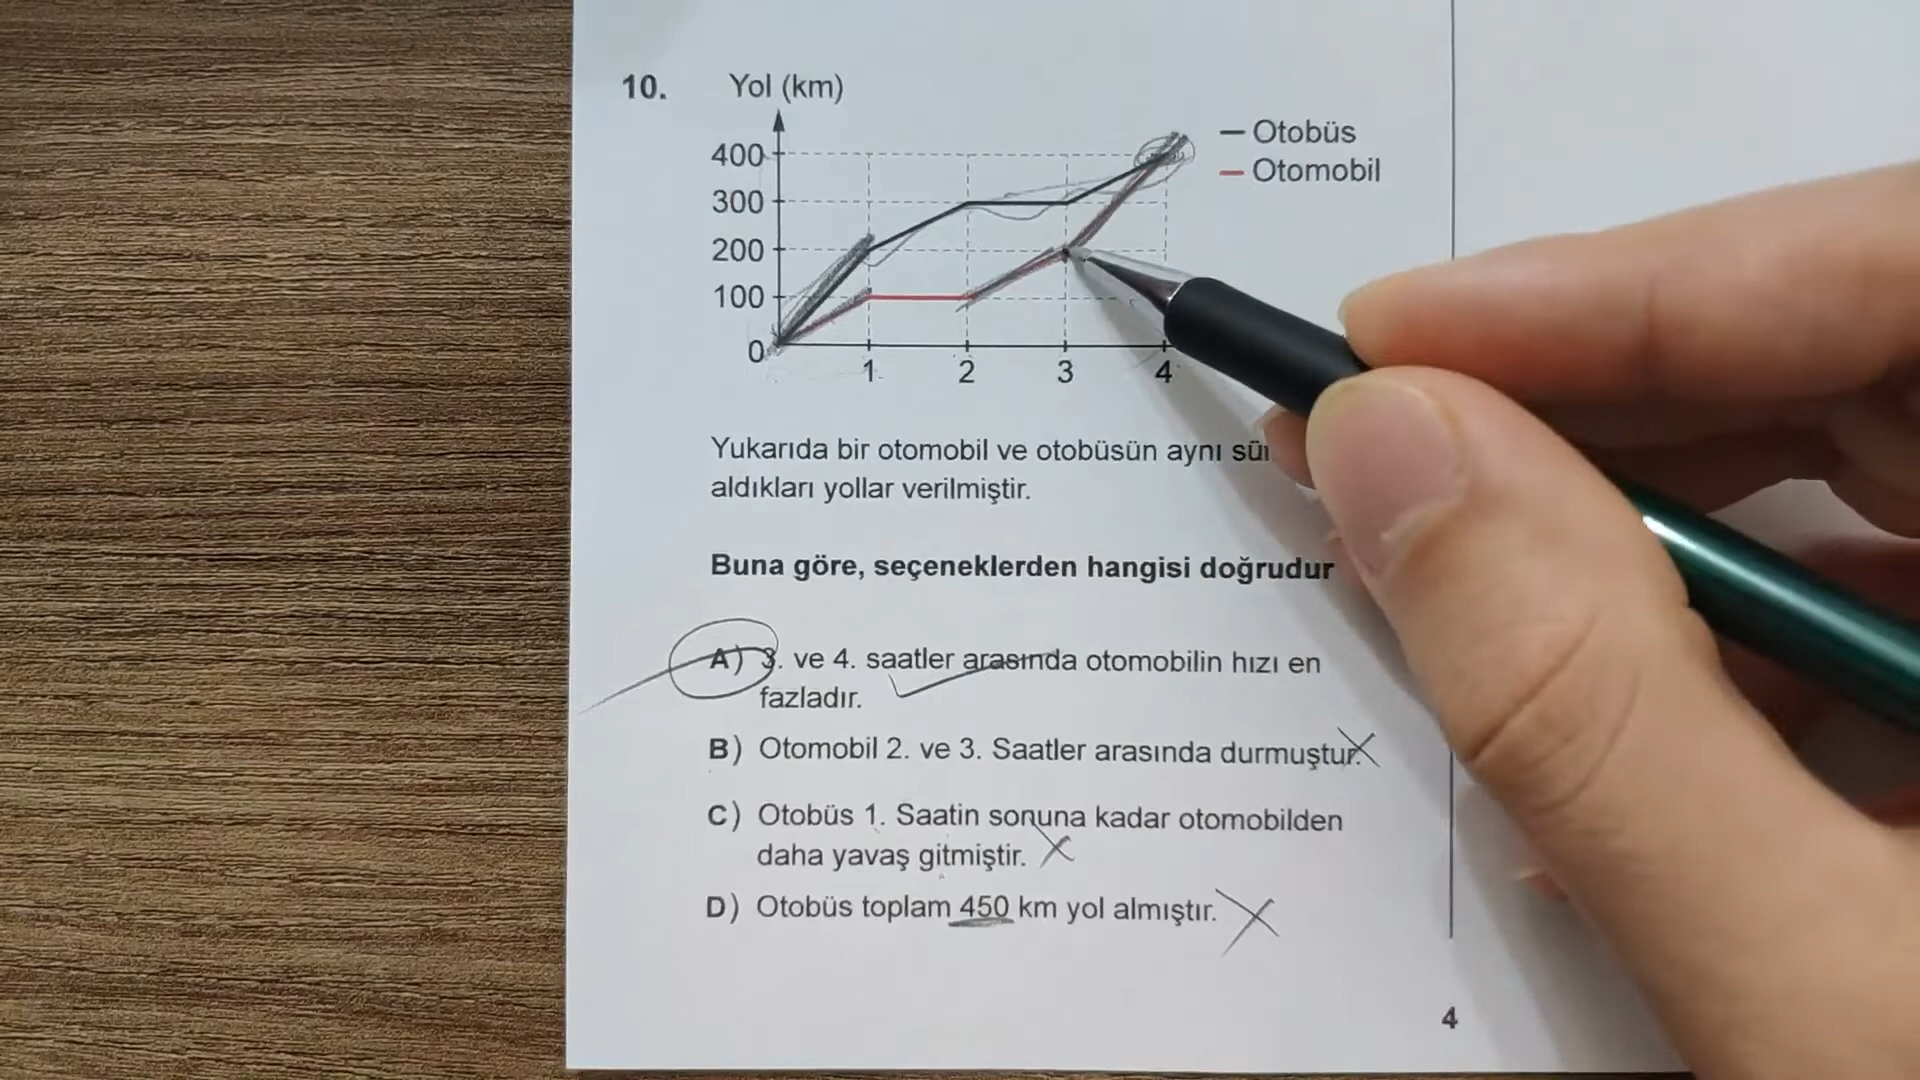 10. Yol (km)
400
300
200
100
0
1 2 3 4
Otobüs
Otomobil
Yukarıda bir otomobil ve otobüsün aynı
aldıkları yollar verilmiştir.
Buna göre, seçeneklerden hangisi doğrudur
A) 3. ve 4. saatler arasında otomobilin hızı en
fazladır.
B) Otomobil 2. ve 3. Saatler arasında durmuştur.
C) Otobüs 1. Saatin sonuna kadar otomobilden
daha yavaş gitmiştir.
D) Otobüs toplam 450 km yol almıştır.
4